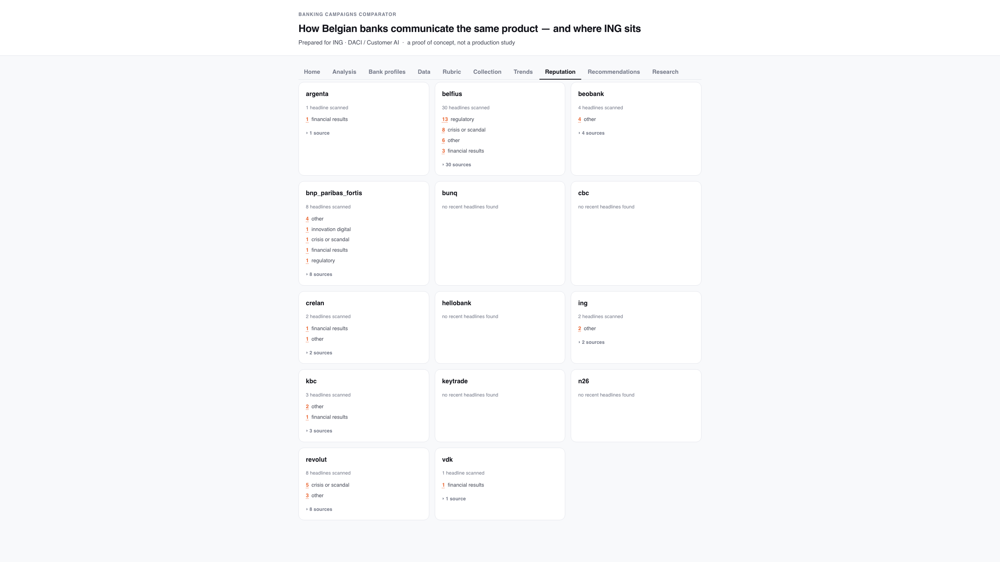 BANKING CAMPAIGNS COMPARATOR
How Belgian banks communicate the same product — and where ING sits
Prepared for ING · DACI / Customer AI · a proof of concept, not a production study
Home Analysis Bank profiles Data Rubric Collection Trends Reputation Recommendations Research
argenta
1 headline scanned
1 financial results
1 source
belfius
30 headlines scanned
13 regulatory
8 crisis or scandal
6 other
3 financial results
30 sources
beobank
4 headlines scanned
4 other
4 sources
bnp_paribas_fortis
8 headlines scanned
4 other
1 innovation digital
1 crisis or scandal
1 financial results
1 regulatory
8 sources
bunq
no recent headlines found
cbc
no recent headlines found
crelan
2 headlines scanned
1 financial results
1 other
2 sources
hellobank
no recent headlines found
ing
2 headlines scanned
2 other
2 sources
kbc
3 headlines scanned
2 other
1 financial results
3 sources
keytrade
no recent headlines found
n26
no recent headlines found
revolut
8 headlines scanned
5 crisis or scandal
3 other
8 sources
vdk
1 headline scanned
1 financial results
1 source